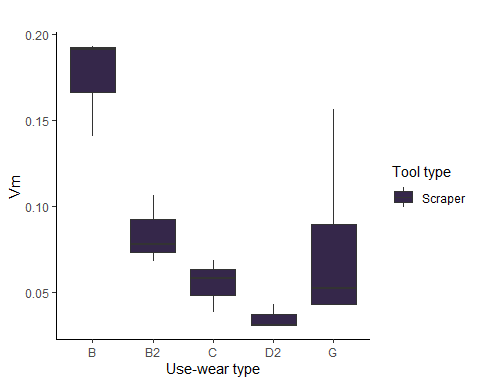 0.20
0.15
0.10
0.05
Vm
B B2 C D2 G
Use-wear type
Tool type
Scraper